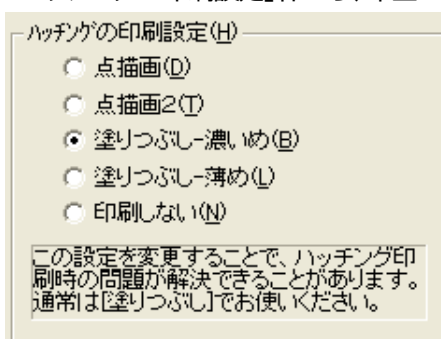 ハッチングの印刷設定(H)
点描画(D)
点描画2(T)
塗りつぶし-濃いめ(B)
塗りつぶし-薄め(L)
印刷しない(N)
この設定を変更することで、ハッチング印
刷時の問題が解決できることがあります。
通常は[塗りつぶし]でお使いください。